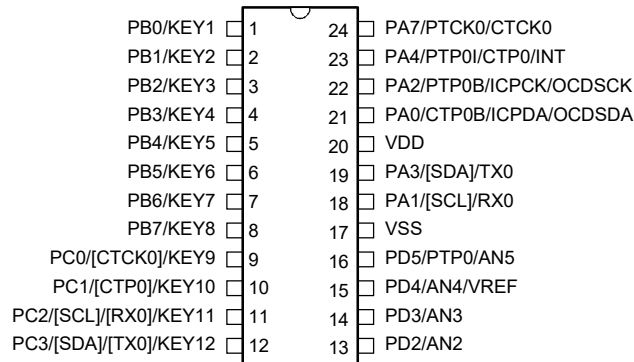 PB0/KEY1 1 24 PA7/PTCK0/CTCK0
PB1/KEY2 2 23 PA4/PTP0I/CTP0/INT
PB2/KEY3 3 22 PA2/PTP0B/ICPCK/OCDSCK
PB3/KEY4 4 21 PA0/CTP0B/ICPDA/OCDSDA
PB4/KEY5 5 20 VDD
PB5/KEY6 6 19 PA3/[SDA]/TX0
PB6/KEY7 7 18 PA1/[SCL]/RX0
PB7/KEY8 8 17 VSS
PC0/[CTCK0]/KEY9 9 16 PD5/PTP0/AN5
PC1/[CTP0]/KEY10 10 15 PD4/AN4/VREF
PC2/[SCL]/[RX0]/KEY11 11 14 PD3/AN3
PC3/[SDA]/[TX0]/KEY12 12 13 PD2/AN2